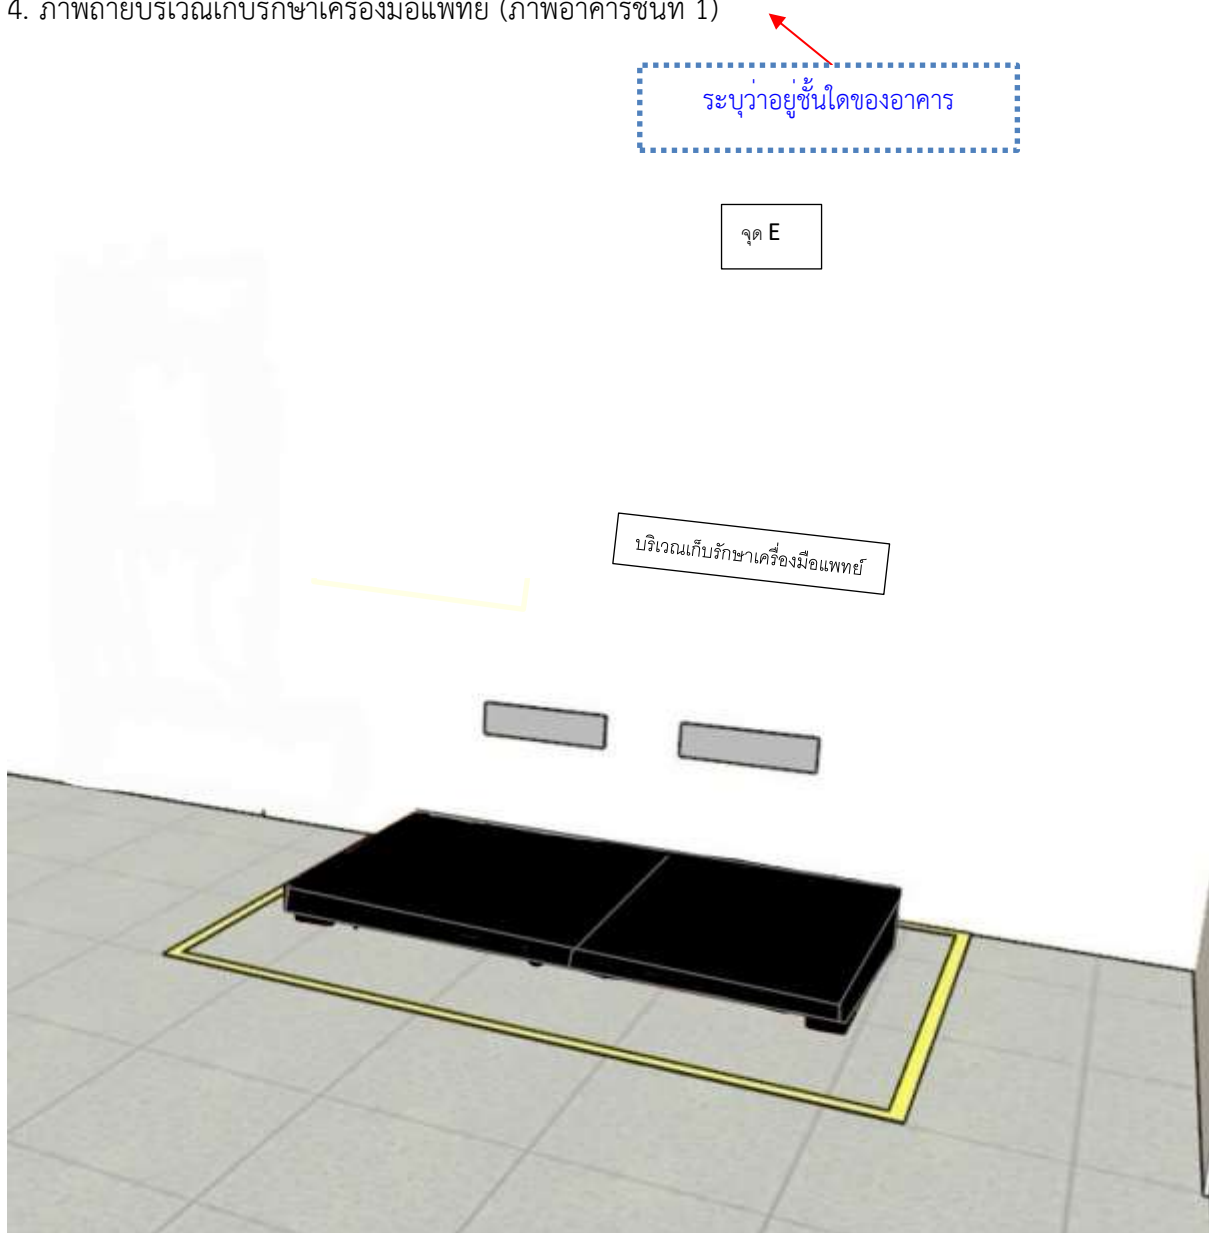 4. ภาพถ่ายบริเวณเก็บรักษาเครื่องมือแพทย์ (ภาพอาคารชั้นที่ 1)
ระบุว่าอยู่ชั้นใดของอาคาร
จุด E
บริเวณเก็บรักษาเครื่องมือแพทย์